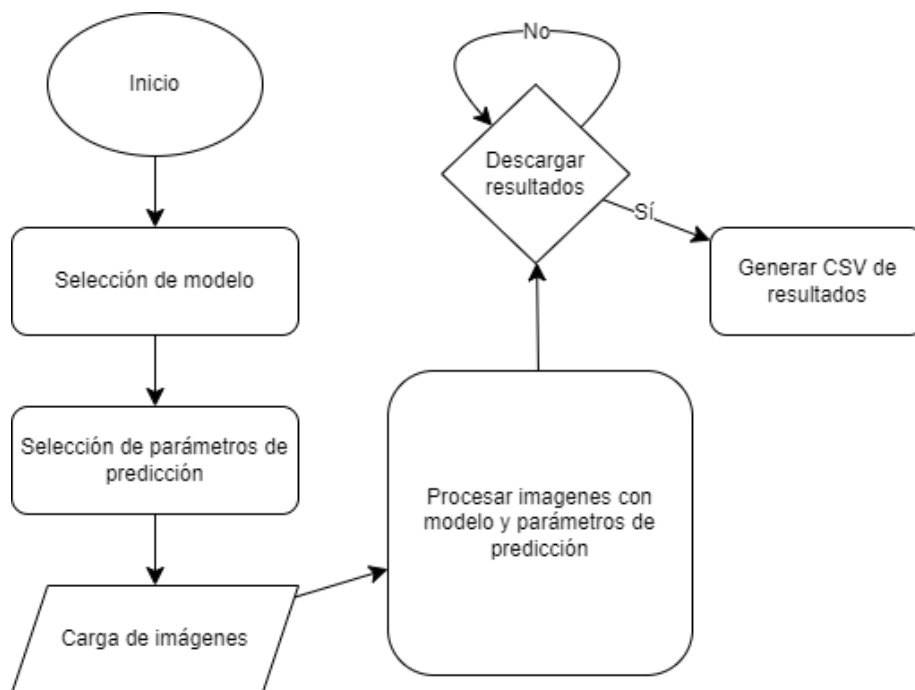 Inicio
Selección de modelo
Selección de parámetros de
predicción
Carga de imágenes
Procesar imagenes con
modelo y parámetros de
predicción
Descargar
resultados
No
Sí
Generar CSV de
resultados